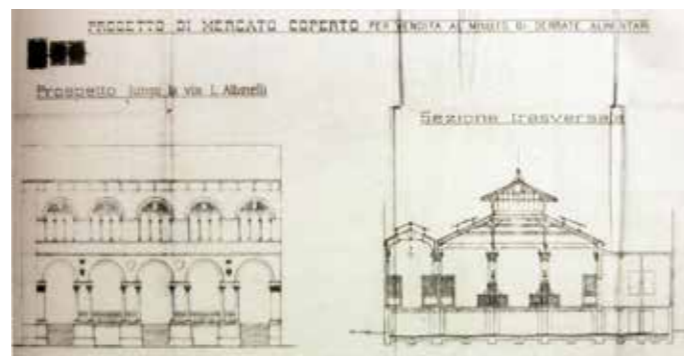 PROGETTO DI MERCATO COPERTO PER VENDITA AL MINUTO DI DERRATE ALIMENTARI
Prospetto lungo la via L. Albinelli
Sezione trasversale